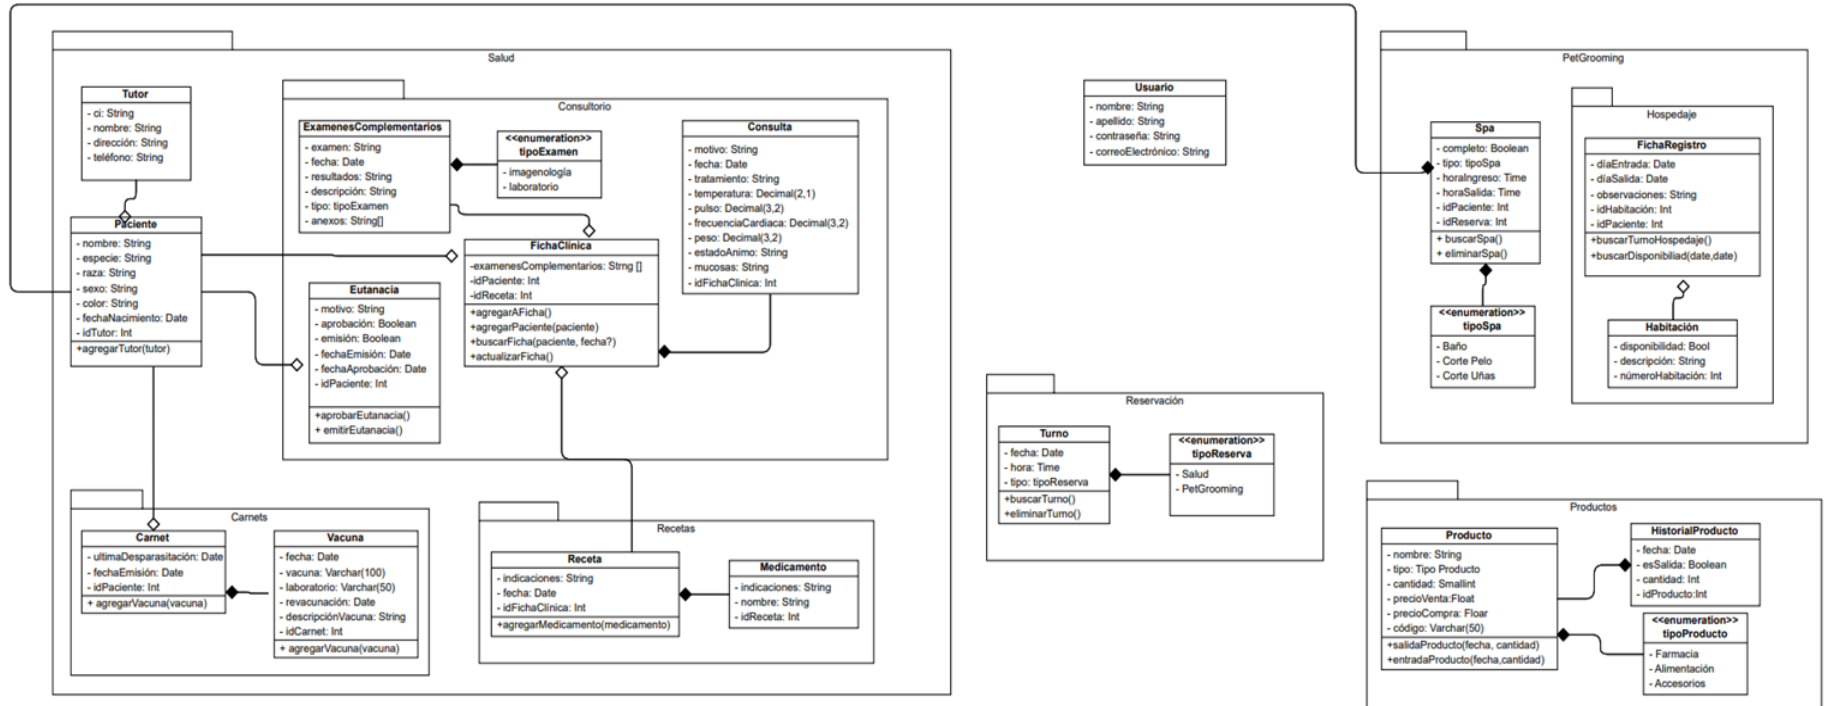 Salud
Tutor
- ci: String
- nombre: String
- dirección: String
- teléfono: String
Paciente
- nombre: String
- especie: String
- raza: String
- sexo: String
- color: String
- fechaNacimiento: Date
- idTutor: Int
+agregarTutor(tutor)
Consultorio
ExamenesComplementarios
- examen: String
- fecha: Date
- resultados: String
- descripción: String
- tipo: tipoExamen
- anexos: String[]
<<enumeration>>
tipoExamen
- imagenología
- laboratorio
Consulta
- motivo: String
- fecha: Date
- tratamiento: String
- temperatura: Decimal(2,1)
- pulso: Decimal(3,2)
- frecuenciaCardiaca: Decimal(3,2)
- peso: Decimal(3,2)
- estadoAnimo: String
- mucosas: String
- idFichaClinica: Int
FichaClínica
-examenesComplementarios: Strng []
-idPaciente: Int
-idReceta: Int
+agregarAFicha()
+agregarPaciente(paciente)
+buscarFicha(paciente, fecha?)
+actualizarFicha()
Eutanacia
- motivo: String
- aprobación: Boolean
- emisión: Boolean
- fechaEmisión: Date
- fechaAprobación: Date
- idPaciente: Int
+aprobarEutanacia()
+ emitirEutanacia()
Carnets
Carnet
- ultimaDesparasitación: Date
- fechaEmisión: Date
- idPaciente: Int
+ agregarVacuna(vacuna)
Vacuna
- fecha: Date
- vacuna: Varchar(100)
- laboratorio: Varchar(50)
- revacunación: Date
- descripciónVacuna: String
- idCarnet: Int
+ agregarVacuna(vacuna)
Recetas
Receta
- indicaciones: String
- fecha: Date
- idFichaClínica: Int
+agregarMedicamento(medicamento)
Medicamento
- indicaciones: String
- nombre: String
- idReceta: Int
Usuario
- nombre: String
- apellido: String
- contraseña: String
- correoElectrónico: String
Reservación
Turno
- fecha: Date
- hora: Time
- tipo: tipoReserva
+buscarTurno()
+eliminarTurno()
<<enumeration>>
tipoReserva
- Salud
- PetGrooming
PetGrooming
Spa
- completo: Boolean
- tipo: tipoSpa
- horaIngreso: Time
- horaSalida: Time
- idPaciente: Int
- idReserva: Int
+ buscarSpa()
+ eliminarSpa()
<<enumeration>>
tipoSpa
- Baño
- Corte Pelo
- Corte Uñas
Hospedaje
FichaRegistro
- díaEntrada: Date
- díaSalida: Date
- observaciones: String
- idHabitación: Int
- idPaciente: Int
+buscarTurnoHospedaje()
+buscarDisponibiliad(date,date)
Habitación
- disponibilidad: Bool
- descripción: String
- númeroHabitación: Int
Productos
Producto
- nombre: String
- tipo: Tipo Producto
- cantidad: Smallint
- precioVenta:Float
- precioCompra: Floar
- código: Varchar(50)
+salidaProducto(fecha, cantidad)
+entradaProducto(fecha,cantidad)
HistorialProducto
- fecha: Date
- esSalida: Boolean
- cantidad: Int
- idProducto:Int
<<enumeration>>
tipoProducto
- Farmacia
- Alimentación
- Accesorios